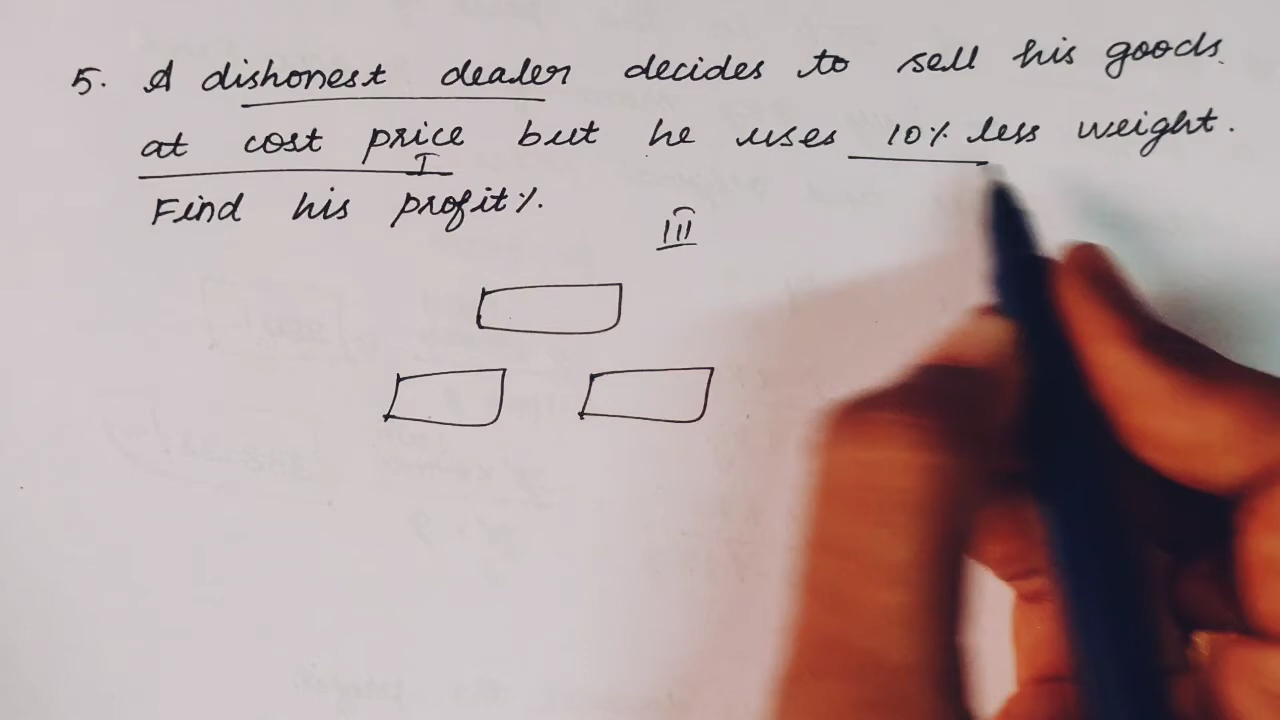 5. A dishonest dealer decides to sell his goods.
at cost price but he uses 10% less weight.
I
Find his profit%.
III